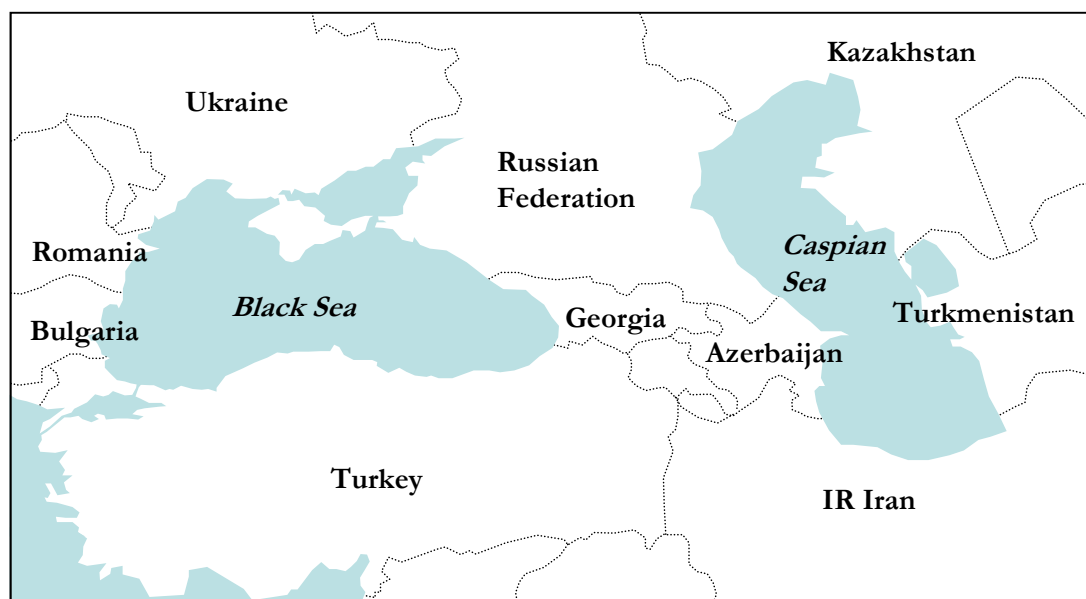 Kazakhstan
Ukraine
Russian
Federation
Romania
Caspian
Sea
Black Sea
Bulgaria
Georgia
Turkmenistan
Azerbaijan
Turkey
IR Iran